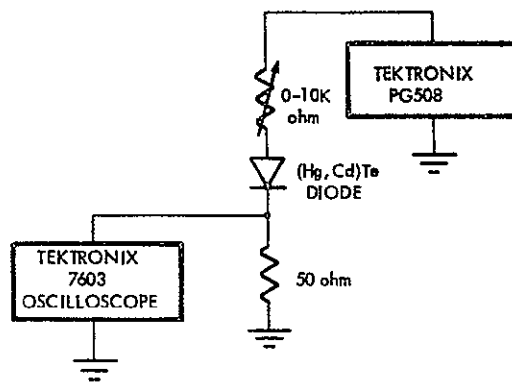 TEKTRONIX
PG508
0-10K
ohm
(Hg, Cd)Te
DIODE
TEKTRONIX
7603
OSCILLOSCOPE
50 ohm